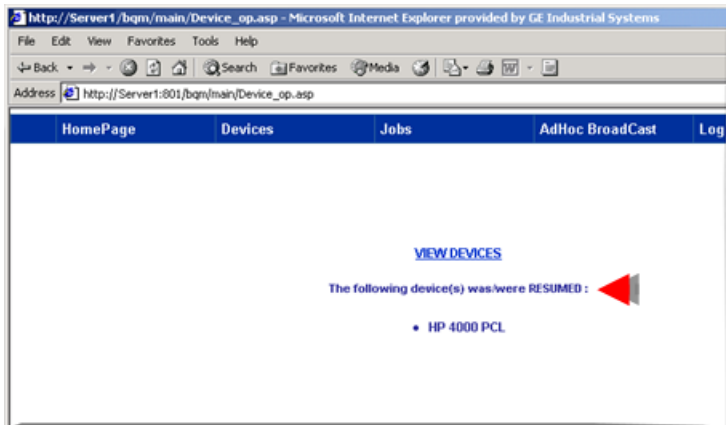 http://Server1/bqm/main/Device_op.asp - Microsoft Internet Explorer provided by GE Industrial Systems
File Edit View Favorites Tools Help
Back Search Favorites Media
Address http://Server1:801/bqm/main/Device_op.asp
HomePage Devices Jobs AdHoc BroadCast Log
VIEW DEVICES
The following device(s) was/were RESUMED :
• HP 4000 PCL